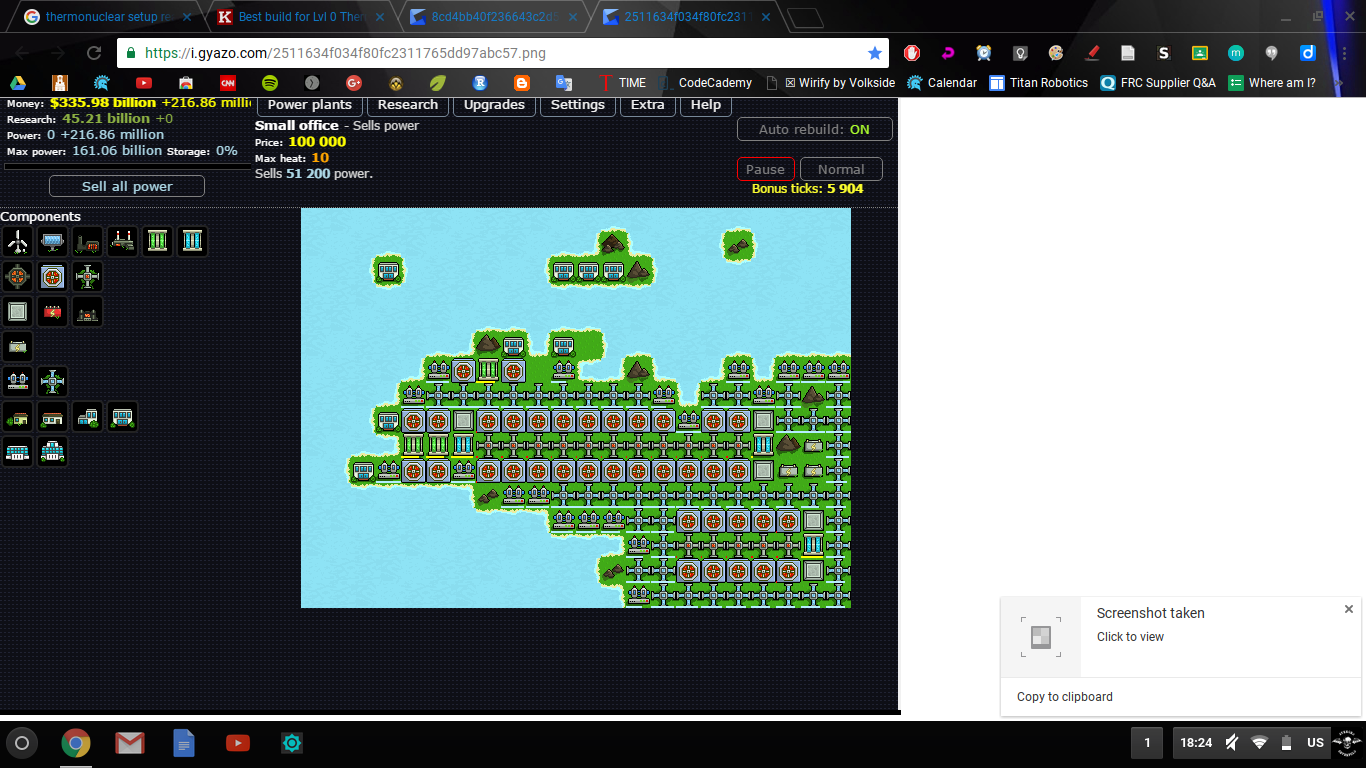 thermonuclear setup re
Best build for Lvl 0 Ther
8cd4bb40f236643c2d5
2511634f034f80fc2311
https://i.gyazo.com/2511634f034f80fc2311765dd97abc57.png
TIME
CodeCademy
Wirify by Volkside
Calendar
Titan Robotics
FRC Supplier Q&A
Where am I?
Money: $335.98 billion +216.86 milli
Research: 45.21 billion +0
Power: 0 +216.86 million
Max power: 161.06 billion Storage: 0%
Sell all power
Power plants
Research
Upgrades
Settings
Extra
Help
Small office - Sells power
Price: 100 000
Max heat: 10
Sells 51 200 power.
Auto rebuild: ON
Pause
Normal
Bonus ticks: 5 904
Components
Screenshot taken
Click to view
Copy to clipboard
1
18:24
US